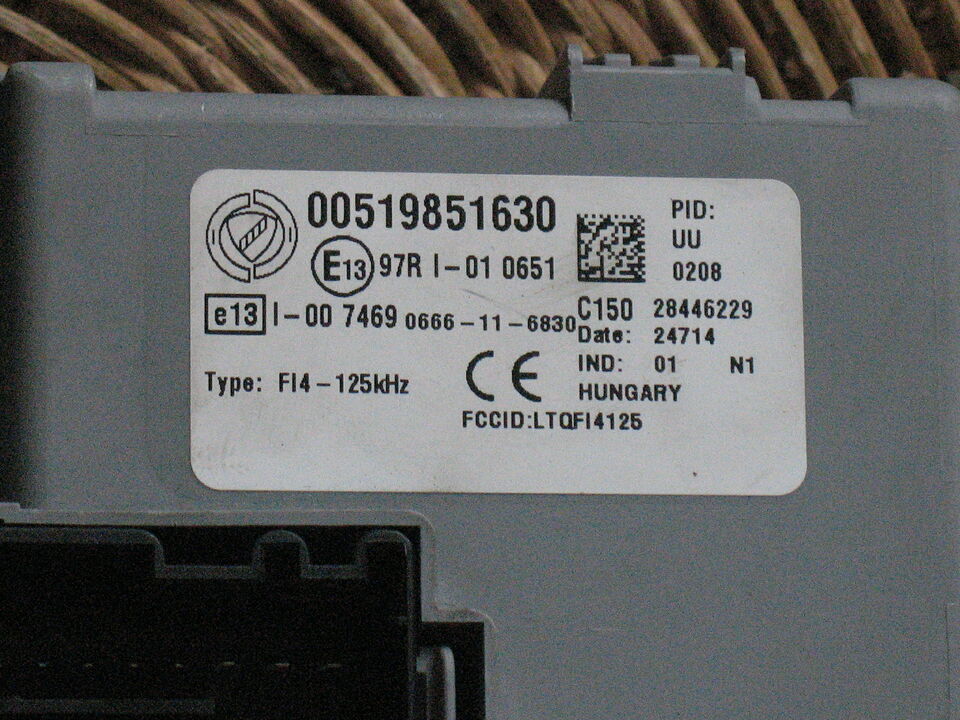 00519851630
E13 97R I-01 0651
e13 I-00 7469 0666-11-6830
Type: FI4-125kHz
CE
FCCID:LTQFI4125
PID:
UU
0208
C150 28446229
Date: 24714
IND: 01 N1
HUNGARY